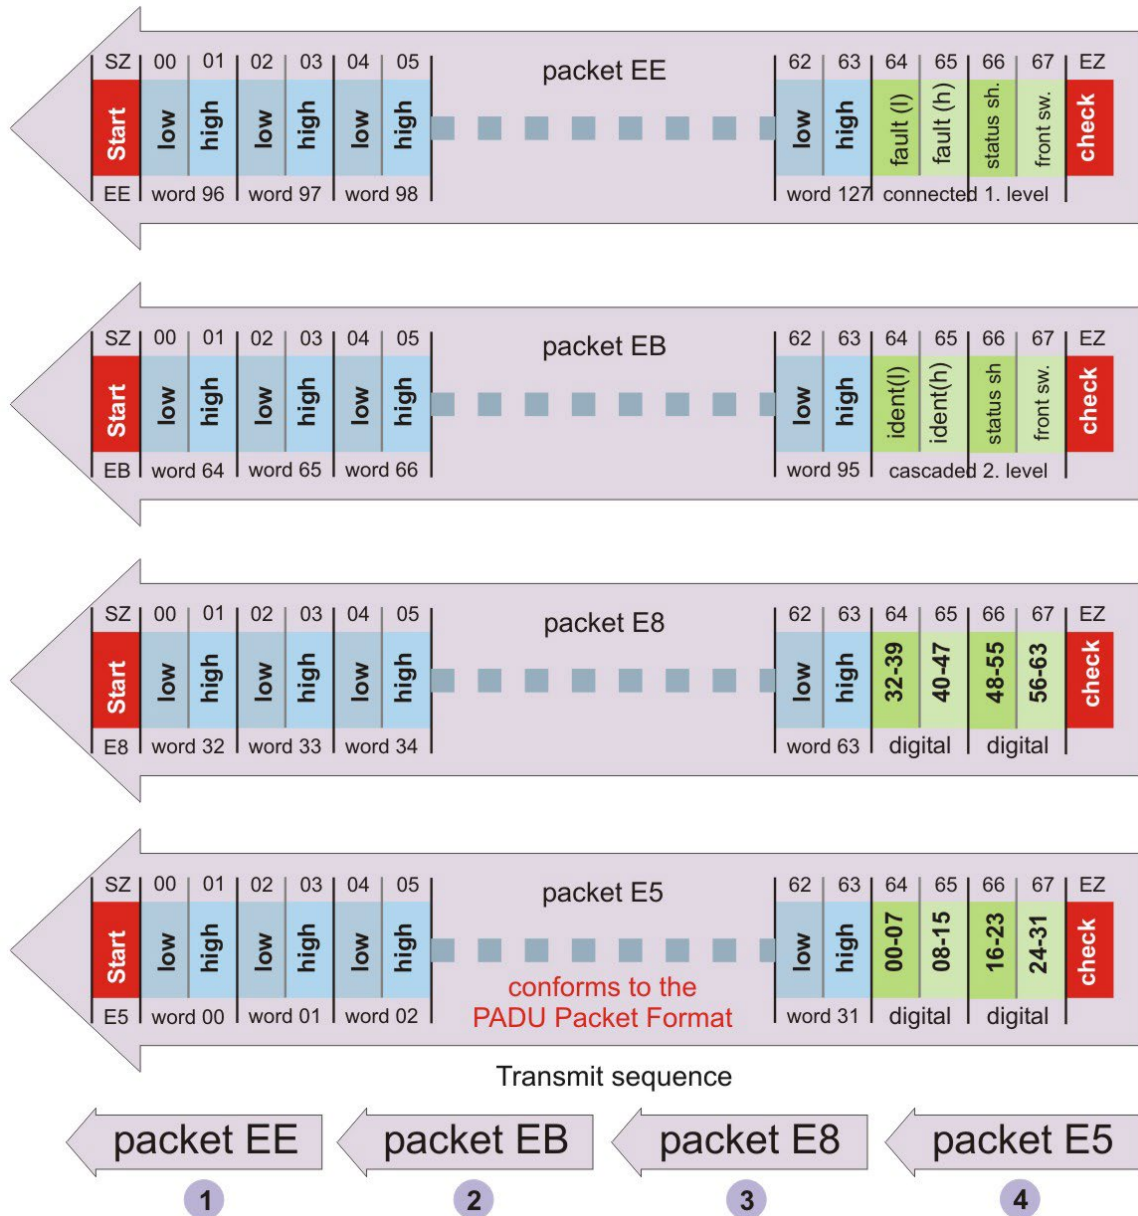 packet EE
SZ 00 01 02 03 04 05 62 63 64 65 66 67 EZ
Start low high low high low high low high fault (l) fault (h) status sh. front sw. check
EE word 96 word 97 word 98 word 127 connected 1. level
packet EB
SZ 00 01 02 03 04 05 62 63 64 65 66 67 EZ
Start low high low high low high low high ident(l) ident(h) status sh front sw. check
EB word 64 word 65 word 66 word 95 cascaded 2. level
packet E8
SZ 00 01 02 03 04 05 62 63 64 65 66 67 EZ
Start low high low high low high low high 32-39 40-47 48-55 56-63 check
E8 word 32 word 33 word 34 word 63 digital digital
packet E5
SZ 00 01 02 03 04 05 62 63 64 65 66 67 EZ
Start low high low high low high low high 00-07 08-15 16-23 24-31 check
conforms to the
PADU Packet Format
E5 word 00 word 01 word 02 word 31 digital digital
Transmit sequence
packet EE packet EB packet E8 packet E5
1 2 3 4